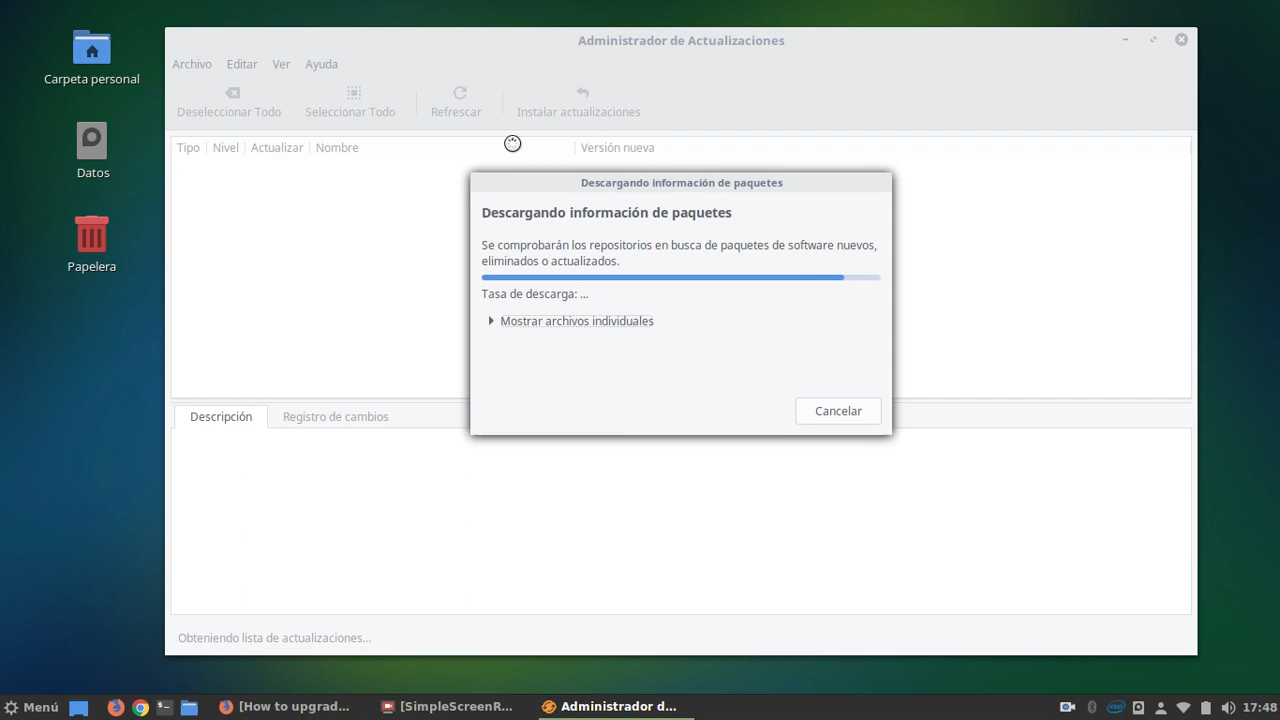 Carpeta personal
Datos
Papelera
Administrador de Actualizaciones
Archivo Editar Ver Ayuda
Deseleccionar Todo Seleccionar Todo Refrescar Instalar actualizaciones
Tipo Nivel Actualizar Nombre Versión nueva
Descargando información de paquetes
Descargando información de paquetes
Se comprobarán los repositorios en busca de paquetes de software nuevos,
eliminados o actualizados.
Tasa de descarga: ...
Mostrar archivos individuales
Cancelar
Descripción Registro de cambios
Obteniendo lista de actualizaciones...
Menú [How to upgrad... [SimpleScreenR... Administrador d... 17:48